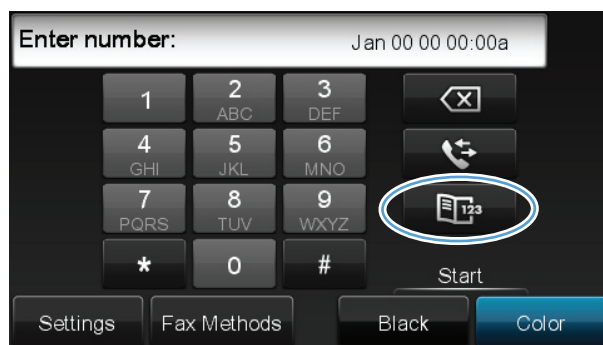 Enter number: Jan 00 00 00:00a
1 2 3
ABC DEF
4 5 6
GHI JKL MNO
7 8 9 123
PQRS TUV WXYZ
* 0 #
Start
Settings Fax Methods Black Color